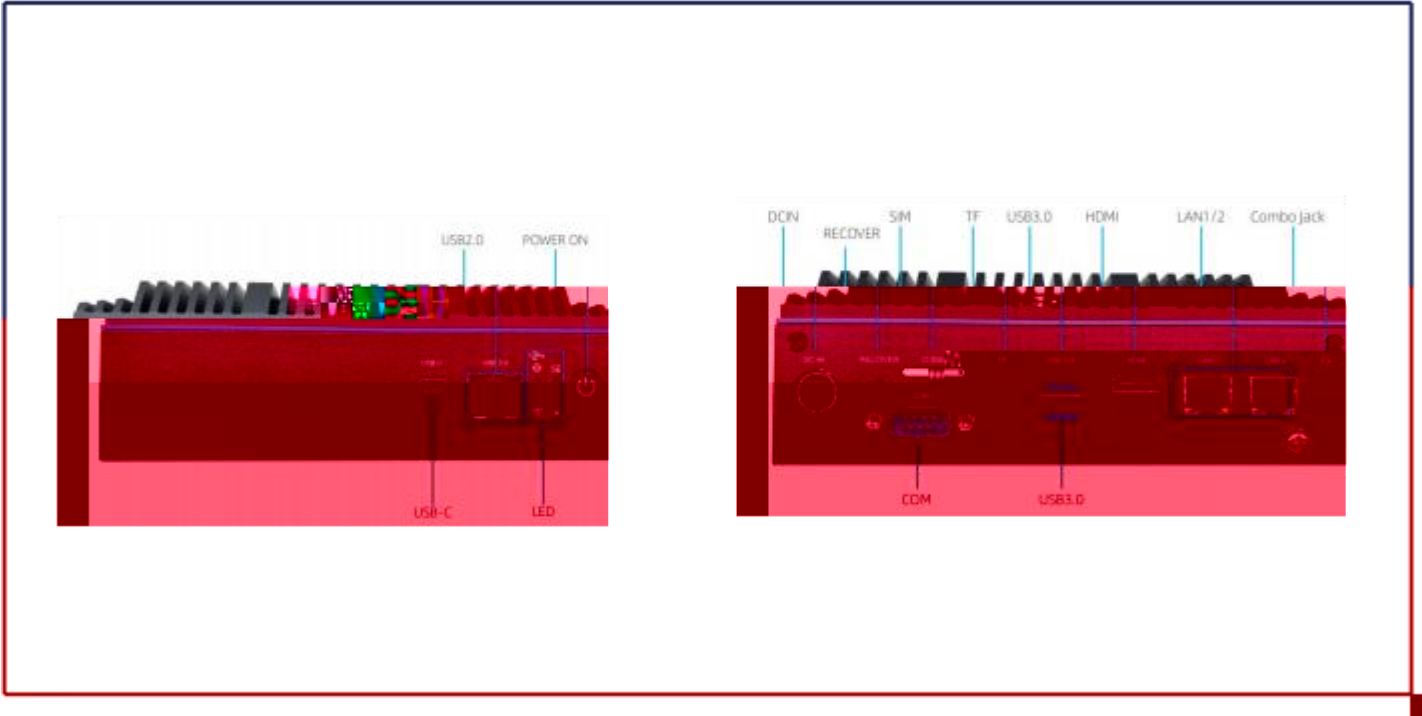 USB2.0 POWER ON
USB-C LED
DCIN SIM TF USB3.0 HDMI LAN1/2 Combo Jack
RECOVER
RECOVER
COM USB3.0